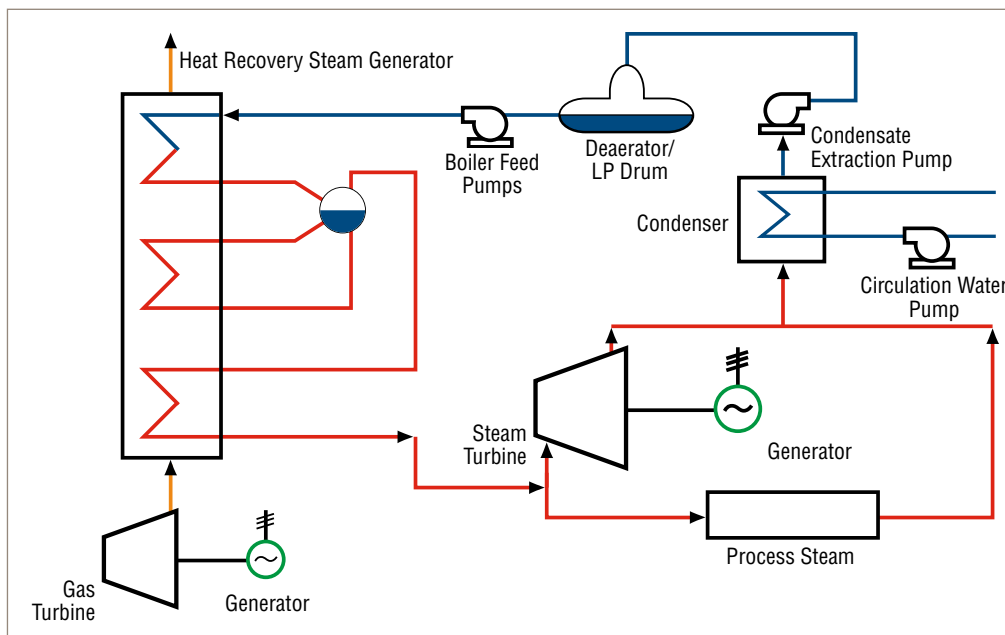 Heat Recovery Steam Generator
Boiler Feed
Pumps
Deaerator/
LP Drum
Condensate
Extraction Pump
Condenser
Circulation Water
Pump
Steam
Turbine
Generator
Process Steam
Gas
Turbine
Generator